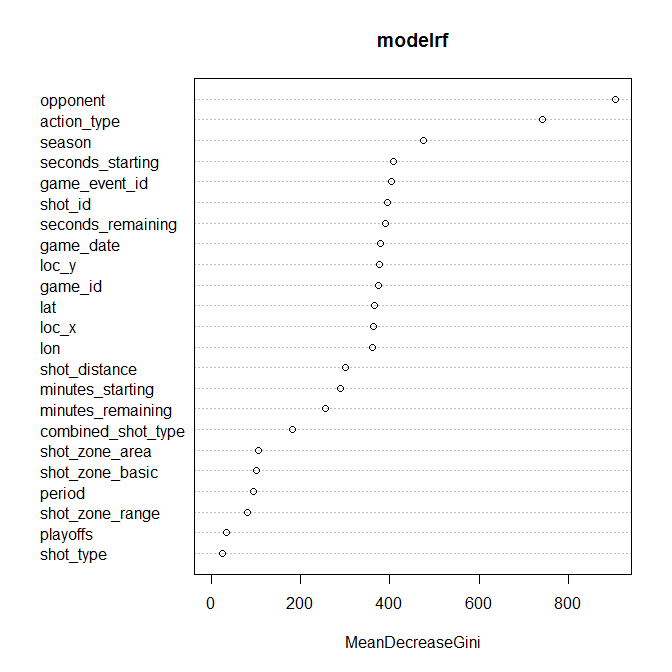 modelrf
opponent
action_type
season
seconds_starting
game_event_id
shot_id
seconds_remaining
game_date
loc_y
game_id
lat
loc_x
lon
shot_distance
minutes_starting
minutes_remaining
combined_shot_type
shot_zone_area
shot_zone_basic
period
shot_zone_range
playoffs
shot_type
0 200 400 600 800
MeanDecreaseGini